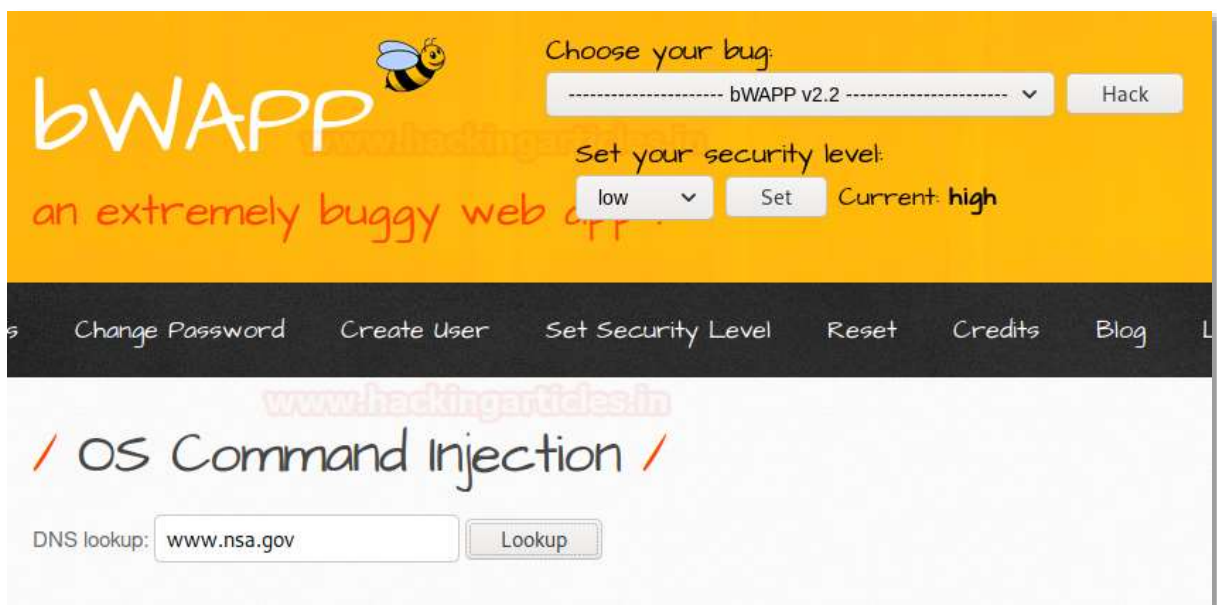 bWAPP
an extremely buggy web app !
Choose your bug:
---------------------- bWAPP v2.2 ----------------------
Hack
Set your security level:
low
Set
Current: high
s
Change Password
Create User
Set Security Level
Reset
Credits
Blog
L
www.hackingarticles.in
www.hackingarticles.in
/ OS Command Injection /
DNS lookup:
www.nsa.gov
Lookup